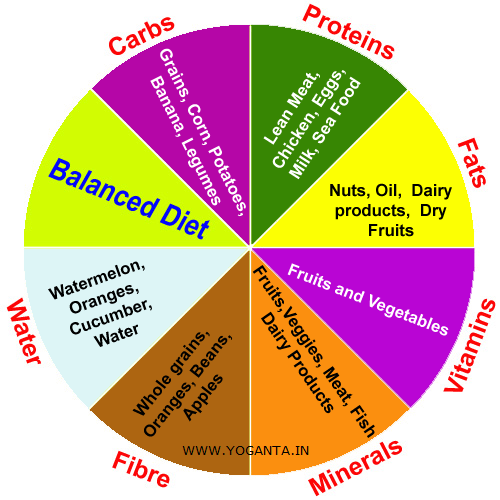 Carbs
Grains, Corn, Potatoes,
Banana, Legumes
Proteins
Lean Meat,
Chicken, Eggs,
Milk, Sea Food
Fats
Nuts, Oil, Dairy
products, Dry
Fruits
Vitamins
Fruits and Vegetables
Minerals
Fruits,Veggies, Meat, Fish
Dairy Products
Fibre
Whole grains,
Oranges, Beans,
Apples
Water
Watermelon,
Oranges,
Cucumber,
Water
Balanced Diet
WWW.YOGANTA.IN